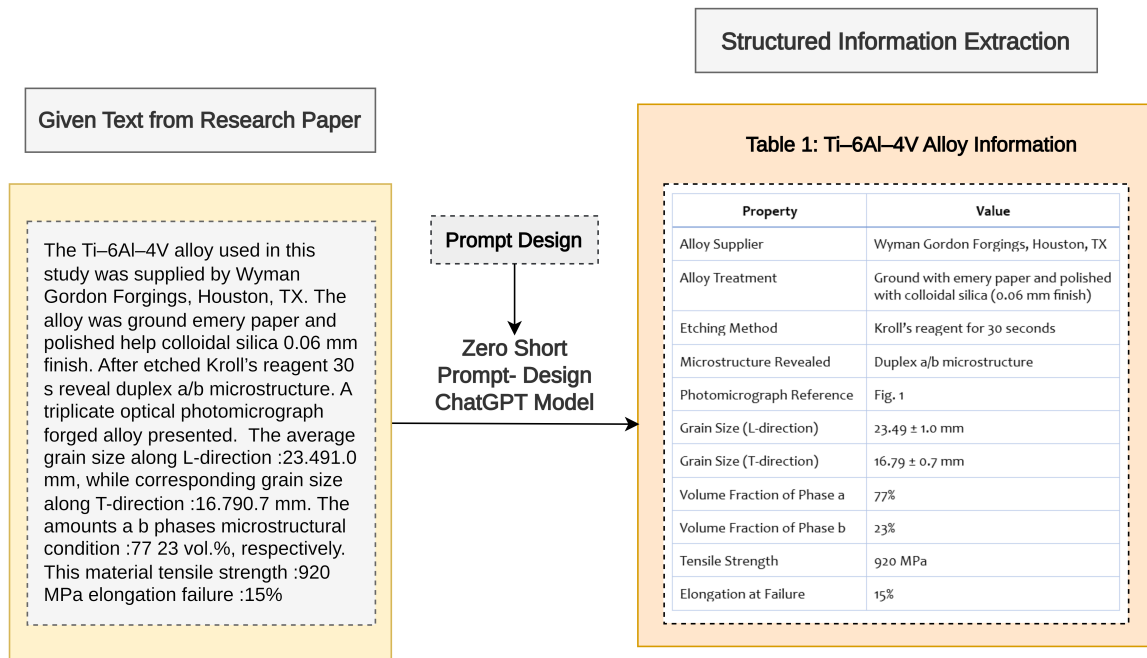 Structured Information Extraction
Given Text from Research Paper
The Ti–6Al–4V alloy used in this
study was supplied by Wyman
Gordon Forgings, Houston, TX. The
alloy was ground emery paper and
polished help colloidal silica 0.06 mm
finish. After etched Kroll's reagent 30
s reveal duplex a/b microstructure. A
triplicate optical photomicrograph
forged alloy presented.  The average
grain size along L-direction :23.491.0
mm, while corresponding grain size
along T-direction :16.790.7 mm. The
amounts a b phases microstructural
condition :77 23 vol.%, respectively.
This material tensile strength :920
MPa elongation failure :15%
Prompt Design
Zero Short
Prompt- Design
ChatGPT Model
Table 1: Ti–6Al–4V Alloy Information
Property Value
Alloy Supplier Wyman Gordon Forgings, Houston, TX
Alloy Treatment Ground with emery paper and polished
with colloidal silica (0.06 mm finish)
Etching Method Kroll's reagent for 30 seconds
Microstructure Revealed Duplex a/b microstructure
Photomicrograph Reference Fig. 1
Grain Size (L-direction) 23.49 ± 1.0 mm
Grain Size (T-direction) 16.79 ± 0.7 mm
Volume Fraction of Phase a 77%
Volume Fraction of Phase b 23%
Tensile Strength 920 MPa
Elongation at Failure 15%